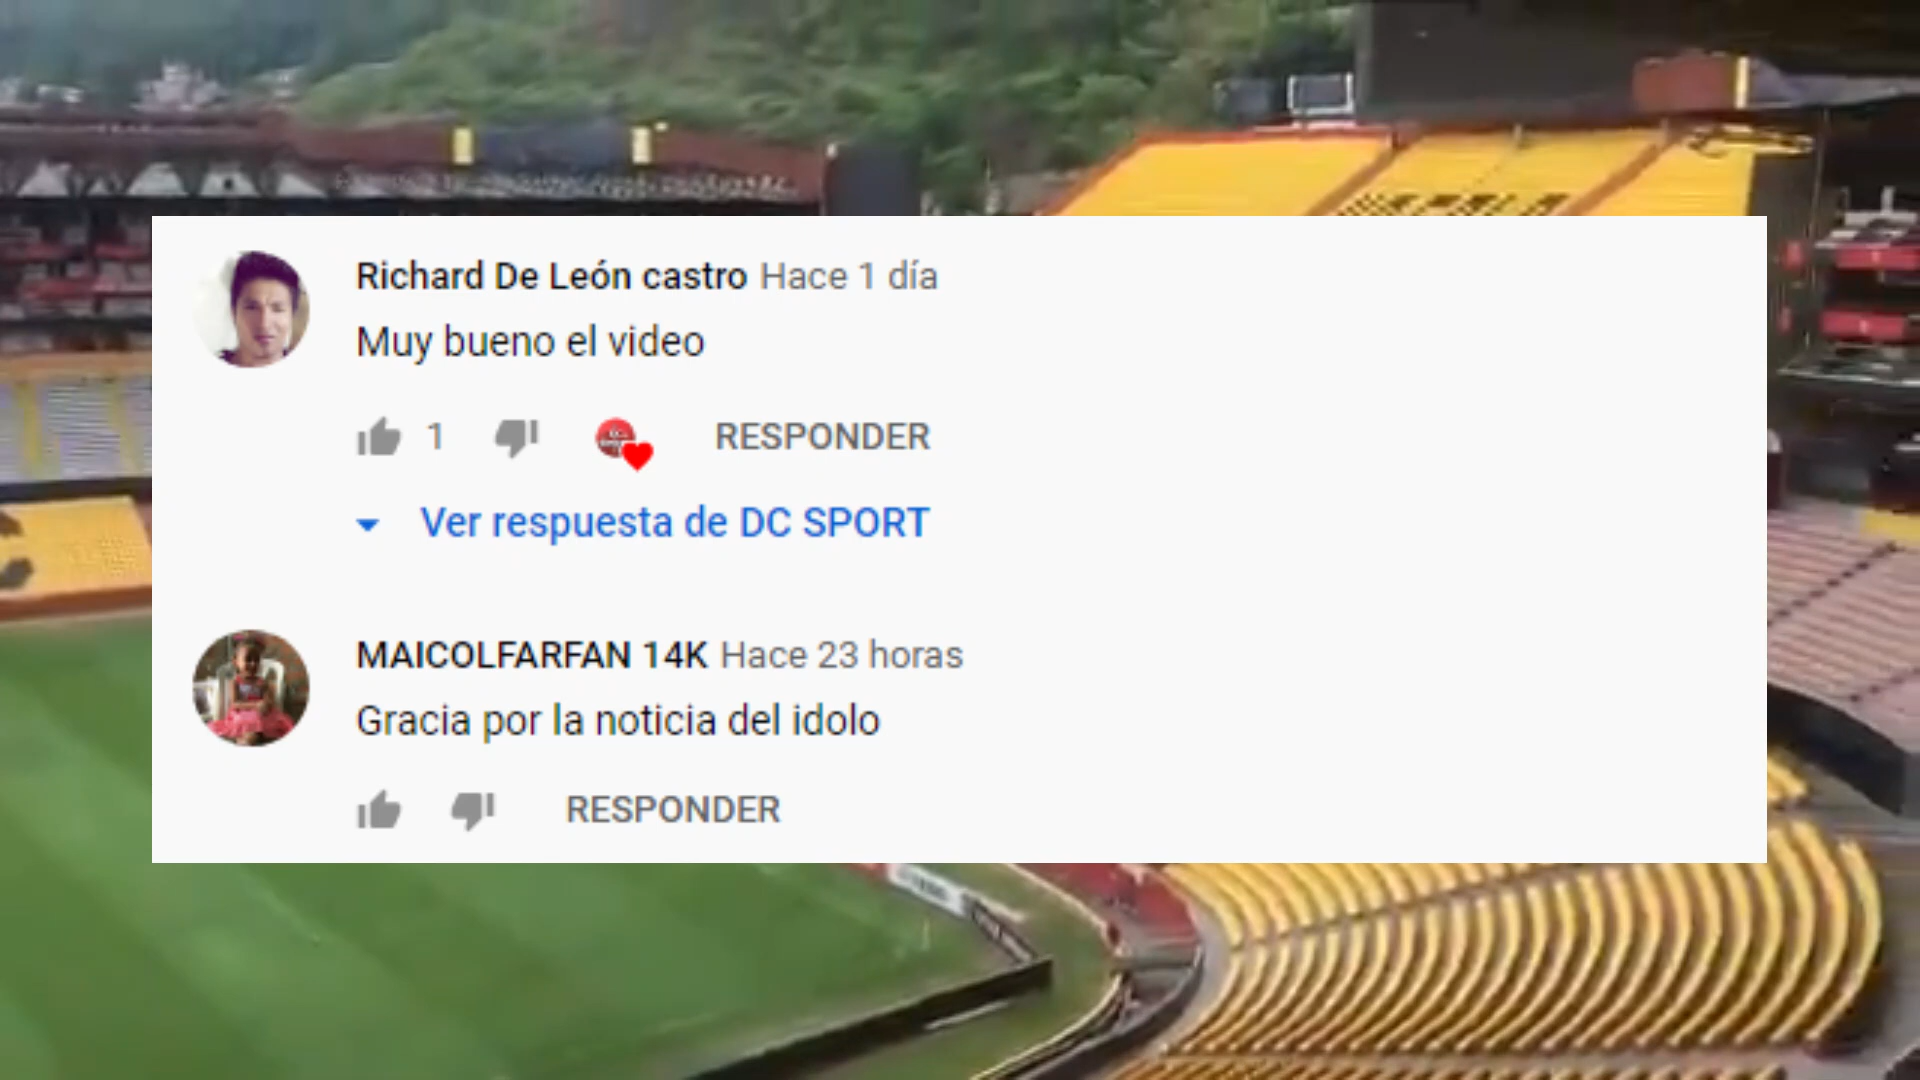 Richard De León castro Hace 1 día
Muy bueno el video
1 RESPONDER
Ver respuesta de DC SPORT
MAICOLFARFAN 14K Hace 23 horas
Gracia por la noticia del idolo
RESPONDER